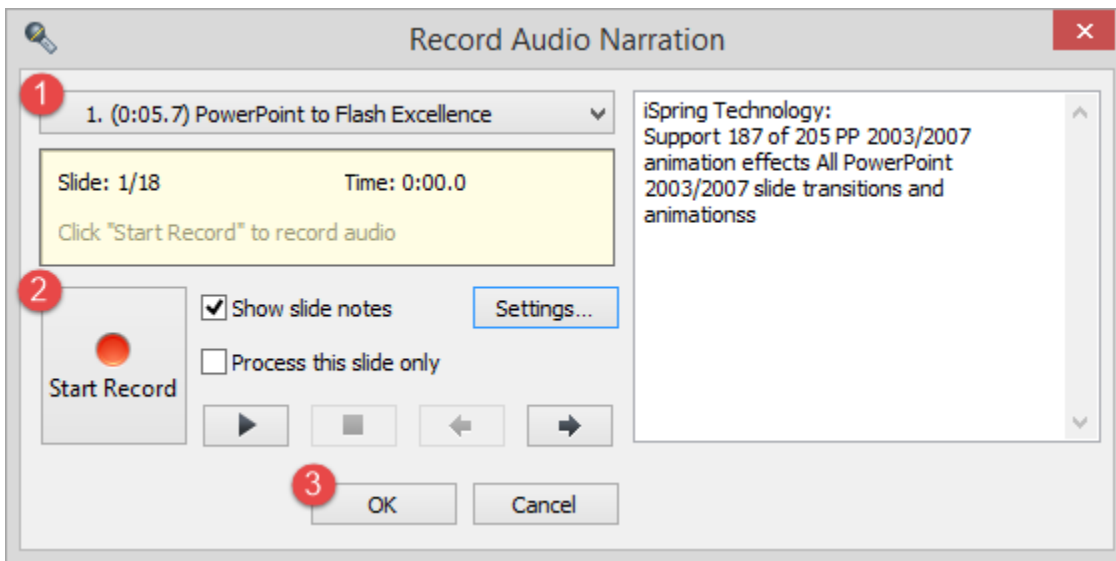 Record Audio Narration
1
1. (0:05.7) PowerPoint to Flash Excellence
Slide: 1/18 Time: 0:00.0
Click "Start Record" to record audio
2
Start Record
Show slide notes
Settings...
Process this slide only
3
OK
Cancel
iSpring Technology:
Support 187 of 205 PP 2003/2007
animation effects All PowerPoint
2003/2007 slide transitions and
animationss